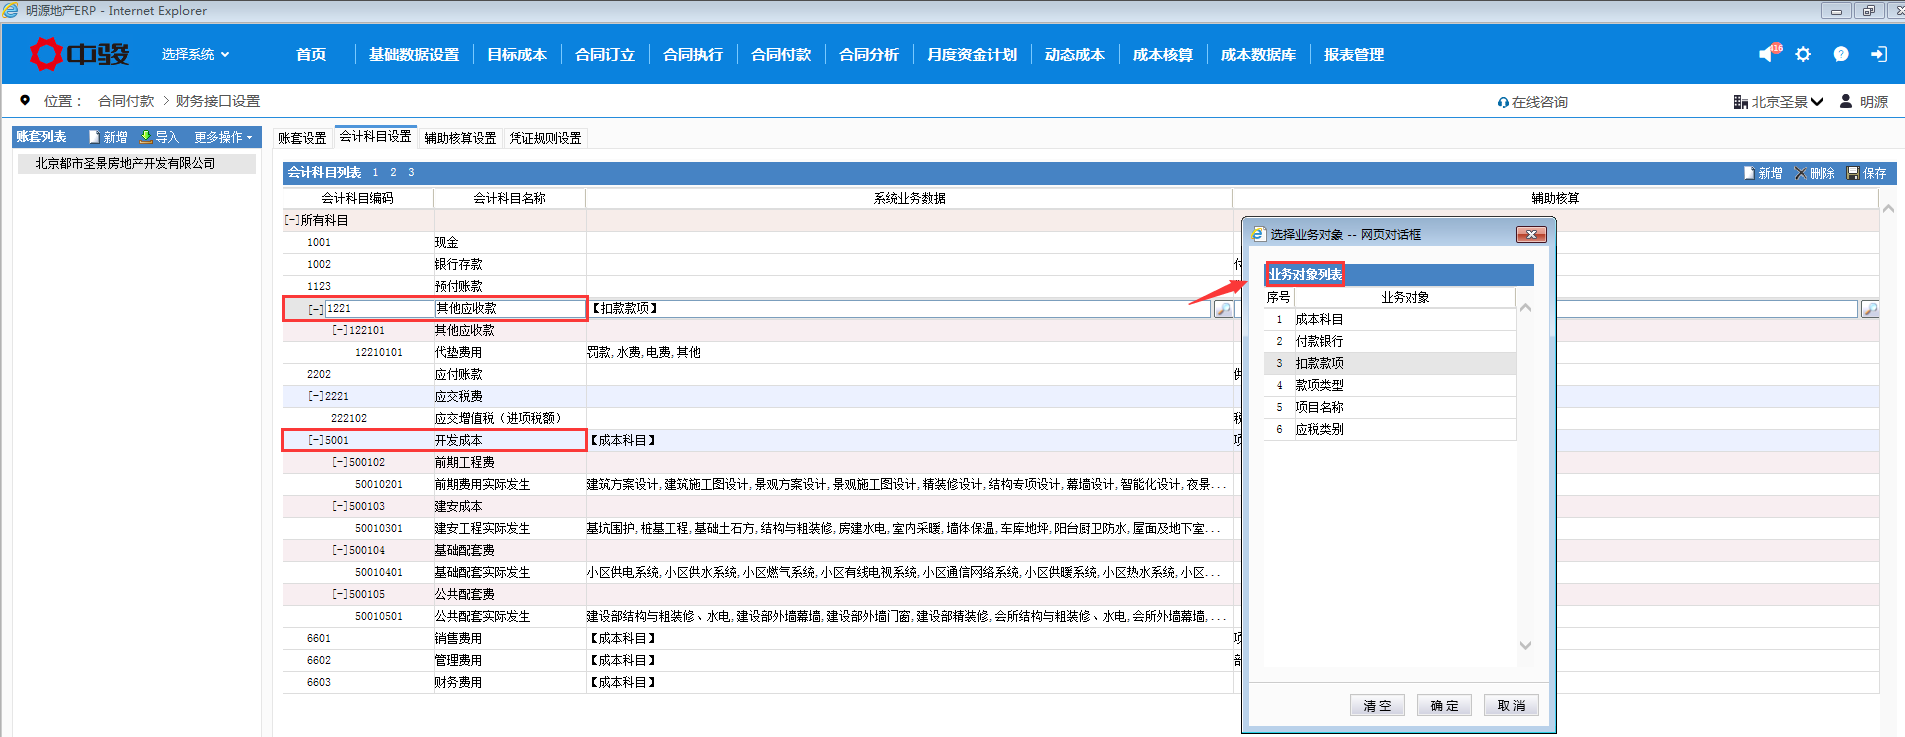 明源地产ERP - Internet Explorer
中骏 选择系统 首页 基础数据设置 目标成本 合同订立 合同执行 合同付款 合同分析 月度资金计划 动态成本 成本核算 成本数据库 报表管理 416
位置： 合同付款 > 财务接口设置 在线咨询 北京圣景 明源
账套列表 新增 导入 更多操作
北京都市圣景房地产开发有限公司
账套设置 会计科目设置 辅助核算设置 凭证规则设置
会计科目列表 1 2 3 新增 删除 保存
会计科目编码 会计科目名称 系统业务数据 辅助核算
[-]所有科目
1001 现金
1002 银行存款
1123 预付账款
[-]1221 其他应收款 【扣款款项】
[-]122101 其他应收款
12210101 代垫费用 罚款,水费,电费,其他
2202 应付账款
[-]2221 应交税费
222102 应交增值税（进项税额）
[-]5001 开发成本 【成本科目】
[-]500102 前期工程费
50010201 前期费用实际发生 建筑方案设计,建筑施工图设计,景观方案设计,景观施工图设计,精装修设计,结构专项设计,幕墙设计,智能化设计,夜景...
[-]500103 建安成本
50010301 建安工程实际发生 基坑围护,桩基工程,基础土石方,结构与粗装修,房建水电,室内采暖,墙体保温,车库地坪,阳台厨卫防水,屋面及地下室...
[-]500104 基础配套费
50010401 基础配套实际发生 小区供电系统,小区供水系统,小区燃气系统,小区有线电视系统,小区通信网络系统,小区供暖系统,小区热水系统,小区...
[-]500105 公共配套费
50010501 公共配套实际发生 建设部结构与粗装修、水电,建设部外墙幕墙,建设部外墙门窗,建设部精装修,会所结构与粗装修、水电,会所外墙幕墙,...
6601 销售费用 【成本科目】
6602 管理费用 【成本科目】
6603 财务费用 【成本科目】
选择业务对象 -- 网页对话框
业务对象列表
序号 业务对象
1 成本科目
2 付款银行
3 扣款款项
4 款项类型
5 项目名称
6 应税类别
清空 确定 取消